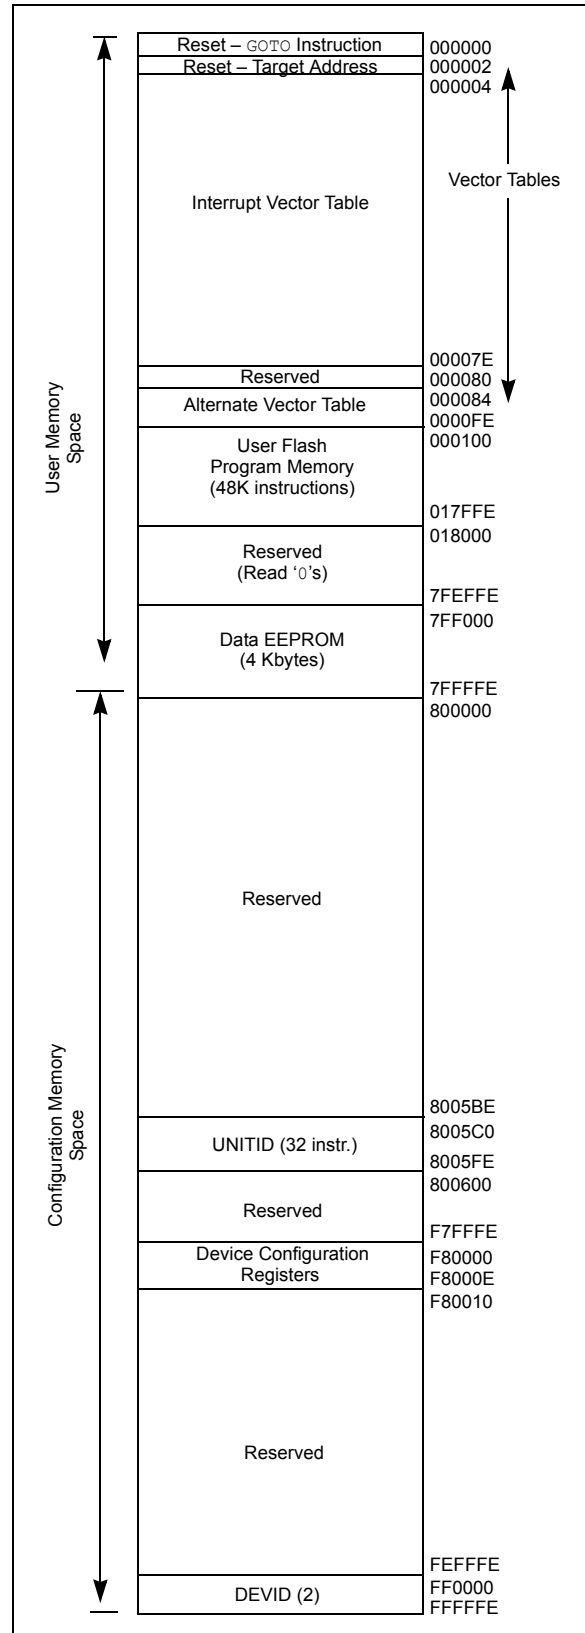 Reset – GOTO Instruction
000000
Reset – Target Address
000002
000004
Vector Tables
Interrupt Vector Table
00007E
Reserved
000080
Alternate Vector Table
000084
0000FE
User Flash
000100
Program Memory
(48K instructions)
User Memory
Space
017FFE
018000
Reserved
(Read ‘0’s)
7FEFFE
7FF000
Data EEPROM
(4 Kbytes)
7FFFFE
800000
Reserved
Configuration Memory
Space
8005BE
8005C0
UNITID (32 instr.)
8005FE
800600
Reserved
F7FFFE
Device Configuration
Registers
F80000
F8000E
F80010
Reserved
FEFFFE
DEVID (2)
FF0000
FFFFFE